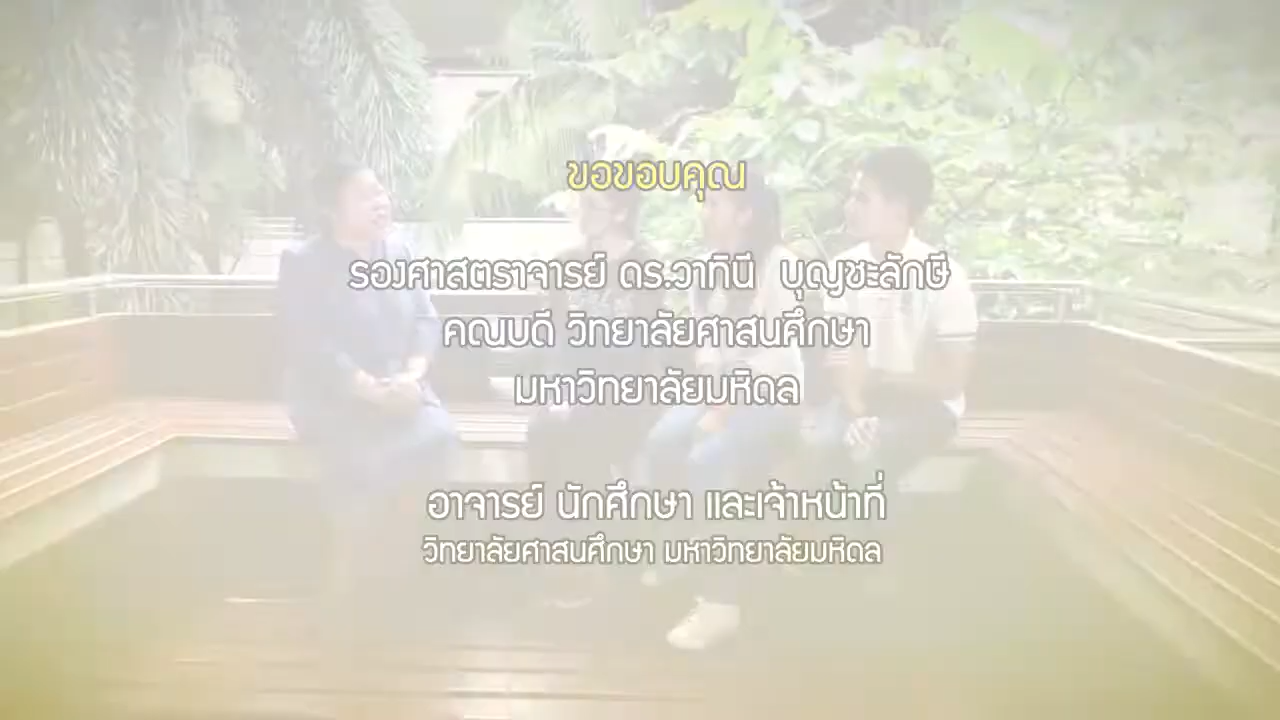 ขอขอบคุณ
รองศาสตราจารย์ ดร.วาทินี บุญชะลักษี
คณบดี วิทยาลัยศาสนศึกษา
มหาวิทยาลัยมหิดล
อาจารย์ นักศึกษา และเจ้าหน้าที่
วิทยาลัยศาสนศึกษา มหาวิทยาลัยมหิดล